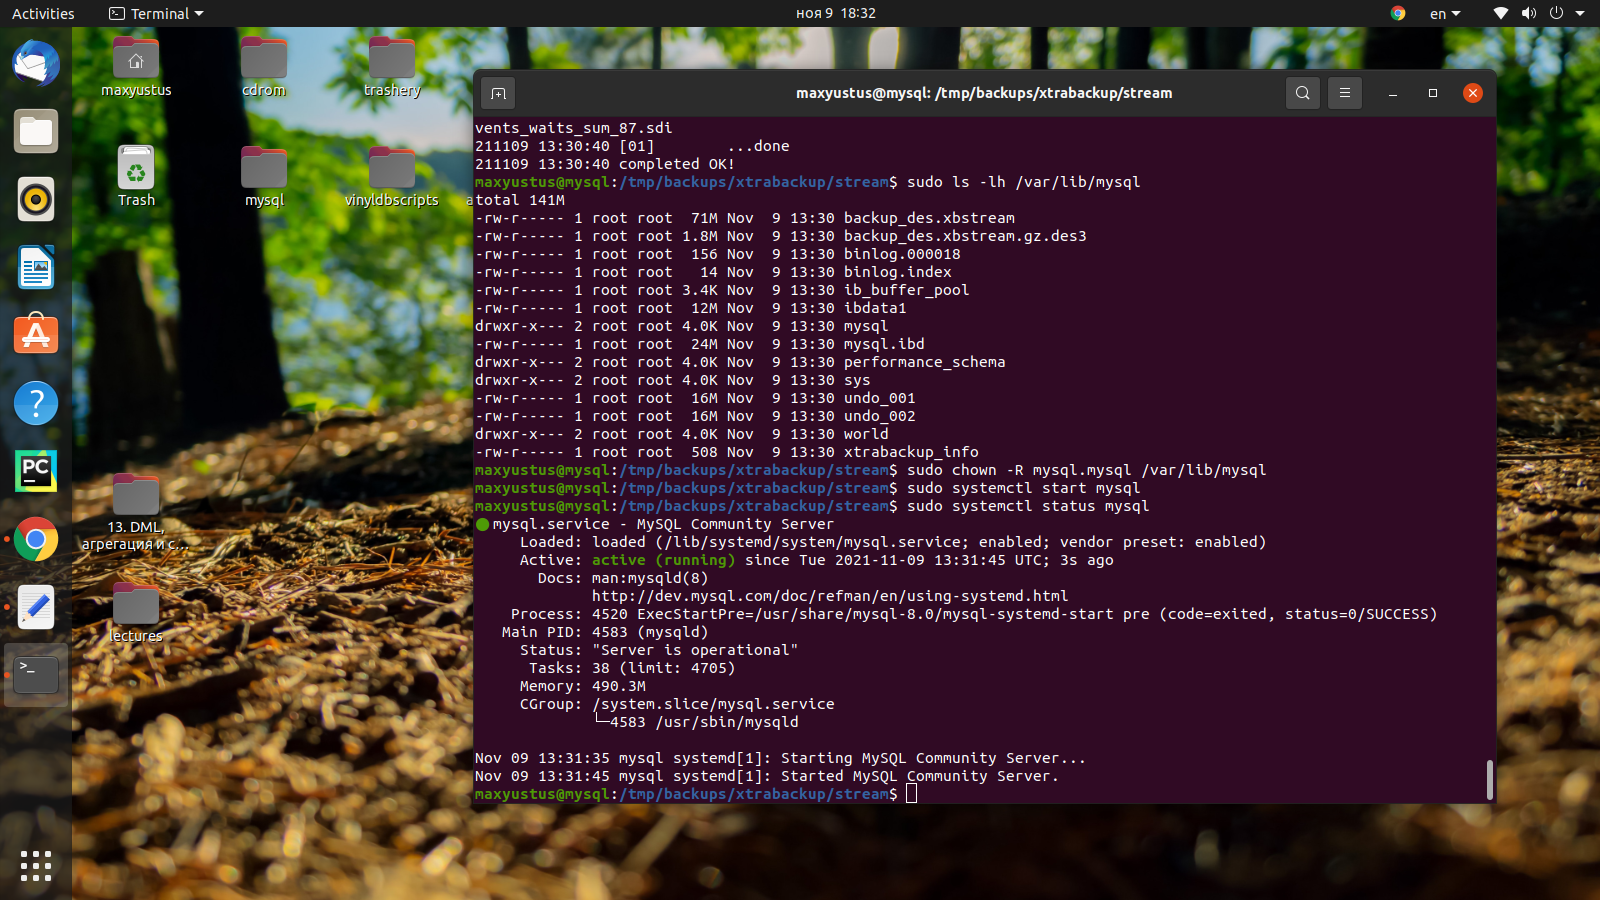 Activities
Terminal
ноя 9 18:32
en
maxyustus
cdrom
trashery
Trash
mysql
vinyldbscripts
13. DML,
агрегация и с...
lectures
PC
maxyustus@mysql: /tmp/backups/xtrabackup/stream
vents_waits_sum_87.sdi
211109 13:30:40 [01]        ...done
211109 13:30:40 completed OK!
maxyustus@mysql:/tmp/backups/xtrabackup/stream$ sudo ls -lh /var/lib/mysql
total 141M
-rw-r----- 1 root root  71M Nov  9 13:30 backup_des.xbstream
-rw-r----- 1 root root 1.8M Nov  9 13:30 backup_des.xbstream.gz.des3
-rw-r----- 1 root root  156 Nov  9 13:30 binlog.000018
-rw-r----- 1 root root   14 Nov  9 13:30 binlog.index
-rw-r----- 1 root root 3.4K Nov  9 13:30 ib_buffer_pool
-rw-r----- 1 root root  12M Nov  9 13:30 ibdata1
drwxr-x--- 2 root root 4.0K Nov  9 13:30 mysql
-rw-r----- 1 root root  24M Nov  9 13:30 mysql.ibd
drwxr-x--- 2 root root 4.0K Nov  9 13:30 performance_schema
drwxr-x--- 2 root root 4.0K Nov  9 13:30 sys
-rw-r----- 1 root root  16M Nov  9 13:30 undo_001
-rw-r----- 1 root root  16M Nov  9 13:30 undo_002
drwxr-x--- 2 root root 4.0K Nov  9 13:30 world
-rw-r----- 1 root root  508 Nov  9 13:30 xtrabackup_info
maxyustus@mysql:/tmp/backups/xtrabackup/stream$ sudo chown -R mysql.mysql /var/lib/mysql
maxyustus@mysql:/tmp/backups/xtrabackup/stream$ sudo systemctl start mysql
maxyustus@mysql:/tmp/backups/xtrabackup/stream$ sudo systemctl status mysql
● mysql.service - MySQL Community Server
     Loaded: loaded (/lib/systemd/system/mysql.service; enabled; vendor preset: enabled)
     Active: active (running) since Tue 2021-11-09 13:31:45 UTC; 3s ago
       Docs: man:mysqld(8)
             http://dev.mysql.com/doc/refman/en/using-systemd.html
    Process: 4520 ExecStartPre=/usr/share/mysql-8.0/mysql-systemd-start pre (code=exited, status=0/SUCCESS)
   Main PID: 4583 (mysqld)
     Status: "Server is operational"
      Tasks: 38 (limit: 4705)
     Memory: 490.3M
     CGroup: /system.slice/mysql.service
             └─4583 /usr/sbin/mysqld
Nov 09 13:31:35 mysql systemd[1]: Starting MySQL Community Server...
Nov 09 13:31:45 mysql systemd[1]: Started MySQL Community Server.
maxyustus@mysql:/tmp/backups/xtrabackup/stream$